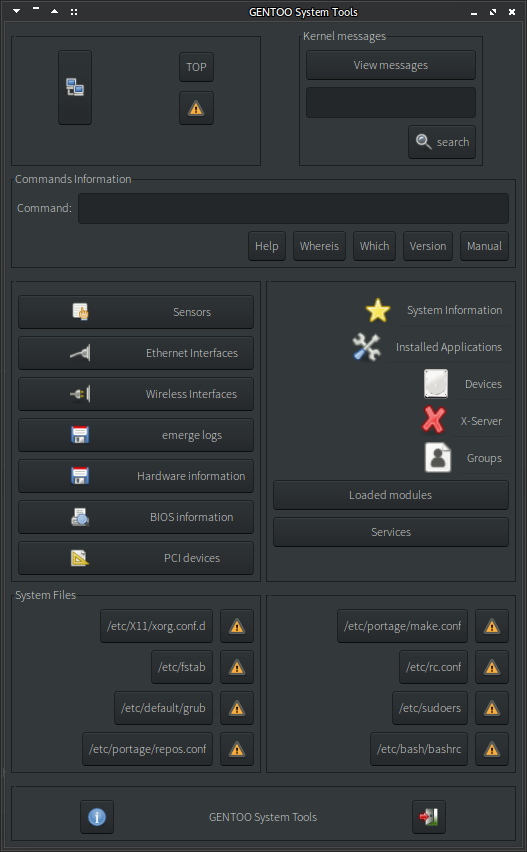 GENTOO System Tools
Kernel messages
TOP
View messages
search
Commands Information
Command:
Help
Whereis
Which
Version
Manual
Sensors
Ethernet Interfaces
Wireless Interfaces
emerge logs
Hardware information
BIOS information
PCI devices
System Information
Installed Applications
Devices
X-Server
Groups
Loaded modules
Services
System Files
/etc/X11/xorg.conf.d
/etc/fstab
/etc/default/grub
/etc/portage/repos.conf
/etc/portage/make.conf
/etc/rc.conf
/etc/sudoers
/etc/bash/bashrc
GENTOO System Tools